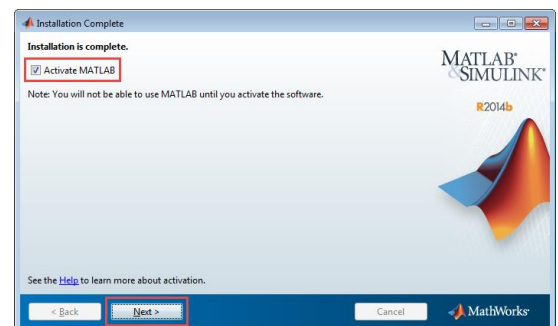 Installation Complete
Installation is complete.
Activate MATLAB
Note: You will not be able to use MATLAB until you activate the software.
MATLAB®
&SIMULINK®
R2014b
See the Help to learn more about activation.
< Back
Next >
Cancel
MathWorks®